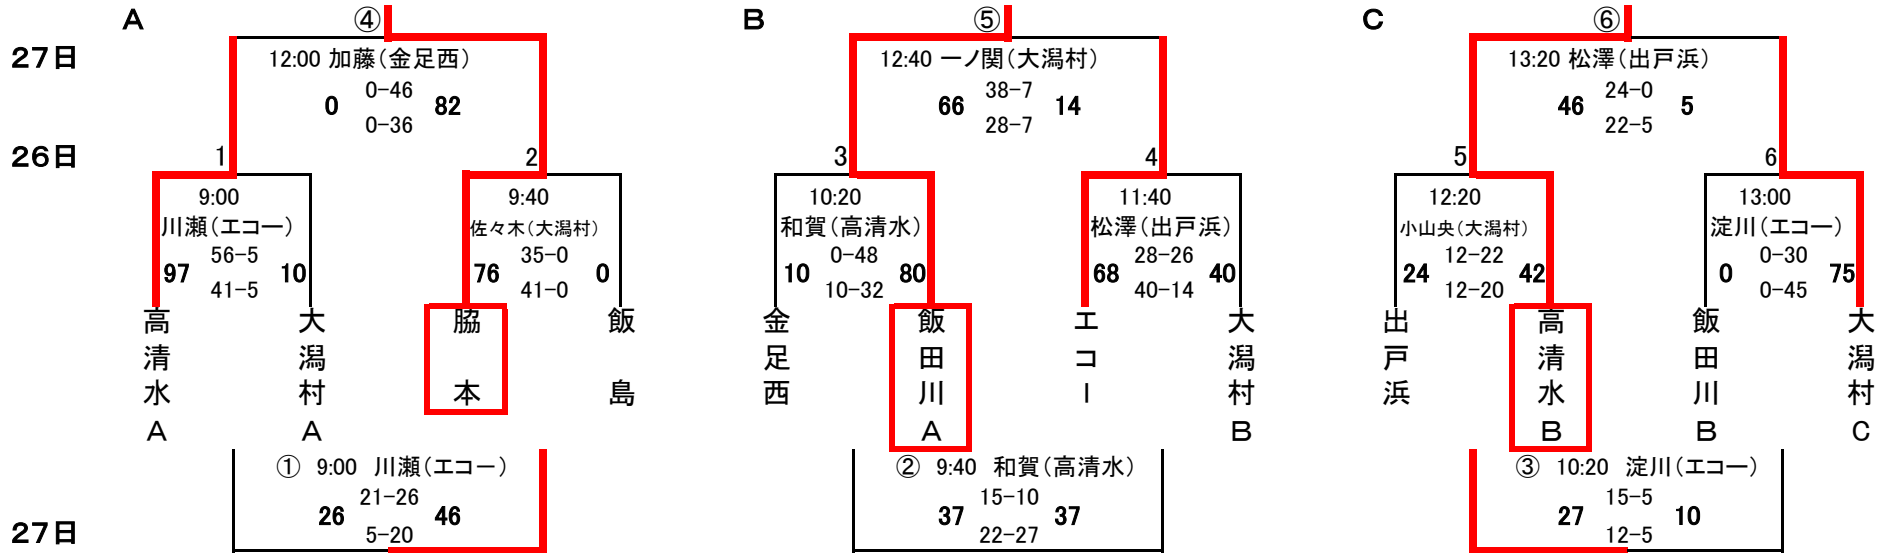 A ④ B ⑤ C ⑥
27日 12:00 加藤(金足西) 12:40 一ノ関(大潟村) 13:20 松澤(出戸浜)
0 0-46 82 66 38-7 14 46 24-0 5
0-36 28-7 22-5
26日 1 2 3 4 5 6
9:00 9:40 10:20 11:40 12:20 13:00
川瀬(エコー) 佐々木(大潟村) 和賀(高清水) 松澤(出戸浜) 小山央(大潟村) 淀川(エコー)
97 56-5 10 76 35-0 0 10 0-48 80 68 28-26 40 24 12-22 42 0 0-30 75
41-5 41-0 10-32 40-14 12-20 0-45
高清水A 大潟村A 脇本 飯島 金足西 飯田川A エコー 大潟村B 出戸浜 高清水B 飯田川B 大潟村C
① 9:00 川瀬(エコー) ② 9:40 和賀(高清水) ③ 10:20 淀川(エコー)
26 21-26 46 37 15-10 37 27 15-5 10
27日 5-20 22-27 12-5